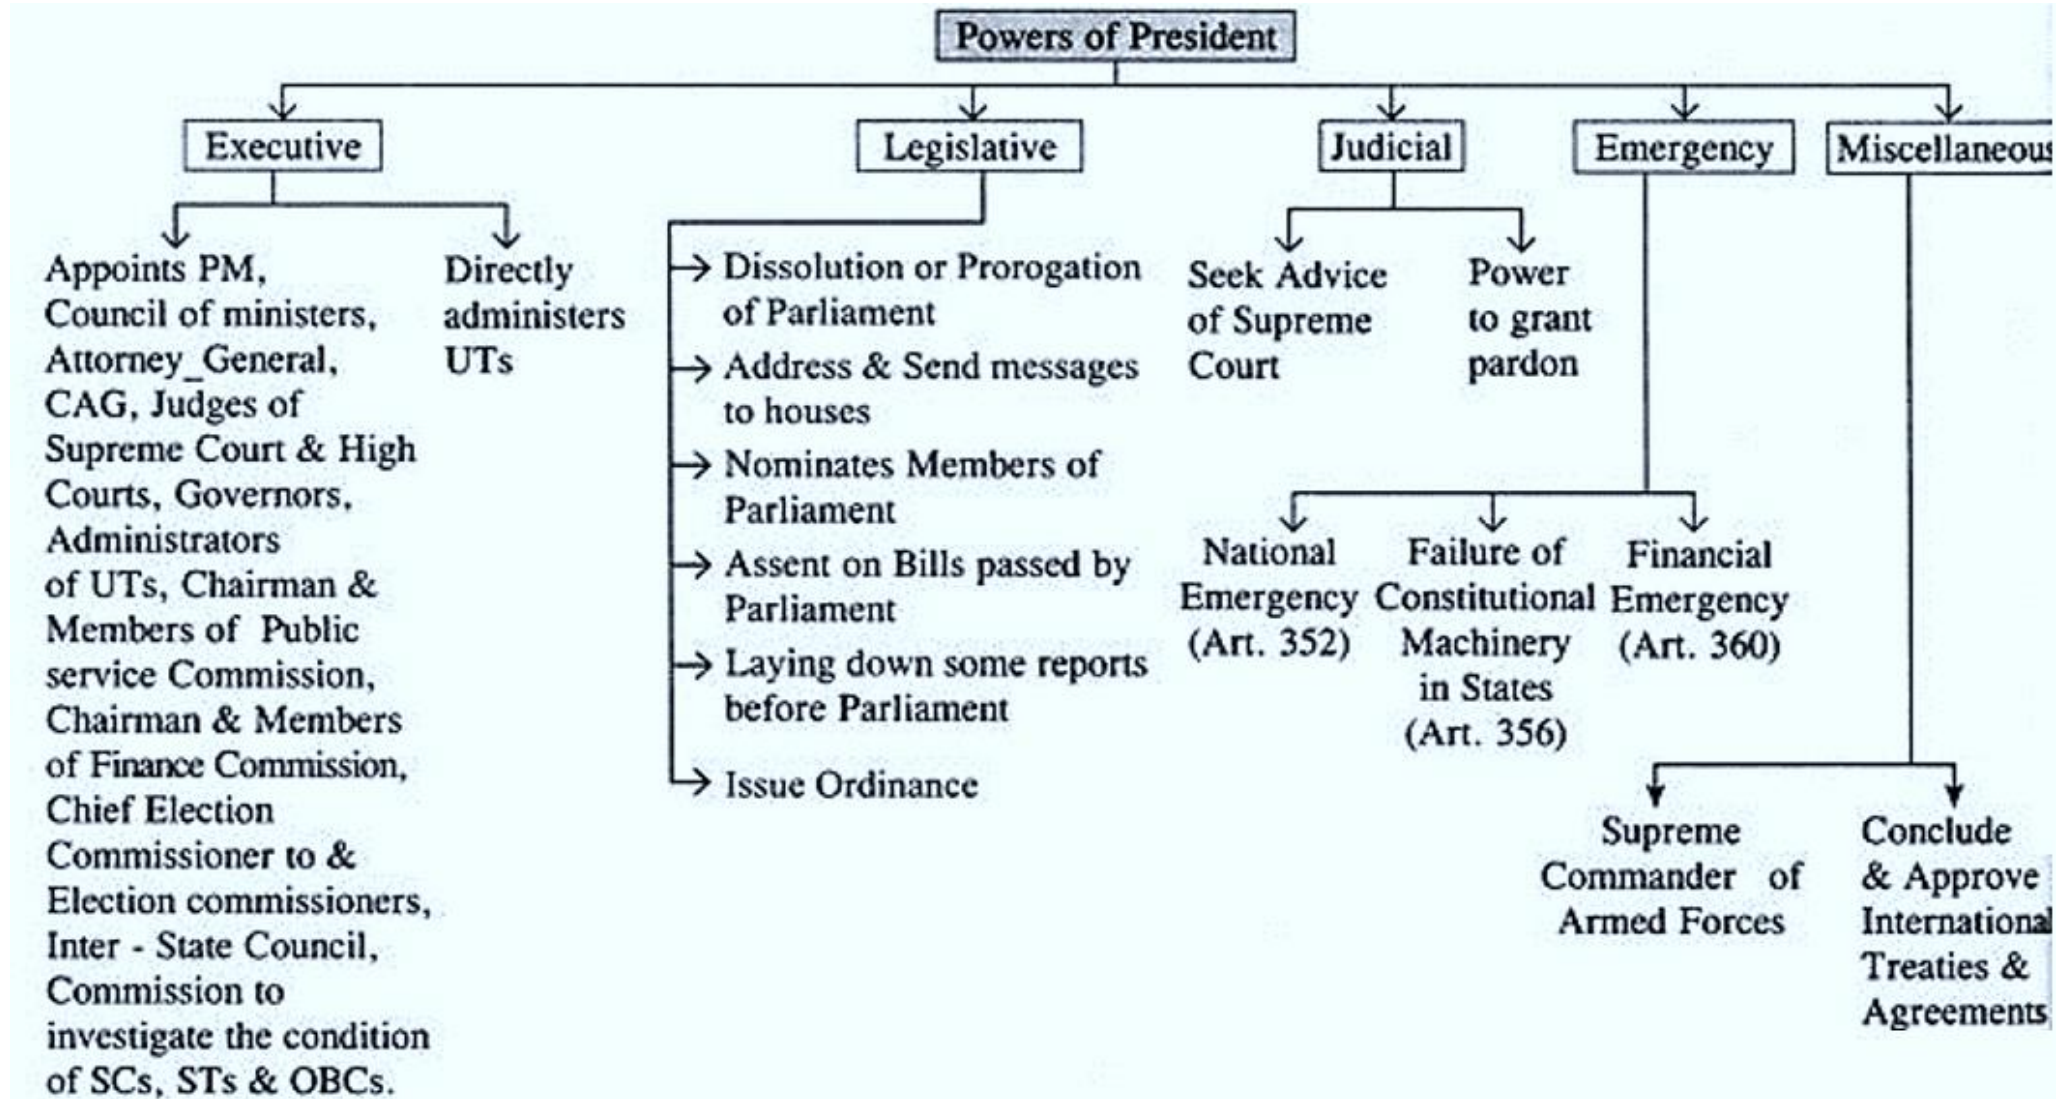 Powers of President
Executive
Legislative
Judicial
Emergency
Miscellaneous
Appoints PM,
Council of ministers,
Attorney_General,
CAG, Judges of
Supreme Court & High
Courts, Governors,
Administrators
of UTs, Chairman &
Members of Public
service Commission,
Chairman & Members
of Finance Commission,
Chief Election
Commissioner to &
Election commissioners,
Inter - State Council,
Commission to
investigate the condition
of SCs, STs & OBCs.
Directly
administers
UTs
Dissolution or Prorogation
of Parliament
Address & Send messages
to houses
Nominates Members of
Parliament
Assent on Bills passed by
Parliament
Laying down some reports
before Parliament
Issue Ordinance
Seek Advice
of Supreme
Court
Power
to grant
pardon
National
Emergency
(Art. 352)
Failure of
Constitutional
Machinery
in States
(Art. 356)
Financial
Emergency
(Art. 360)
Supreme
Commander of
Armed Forces
Conclude
& Approve
International
Treaties &
Agreements